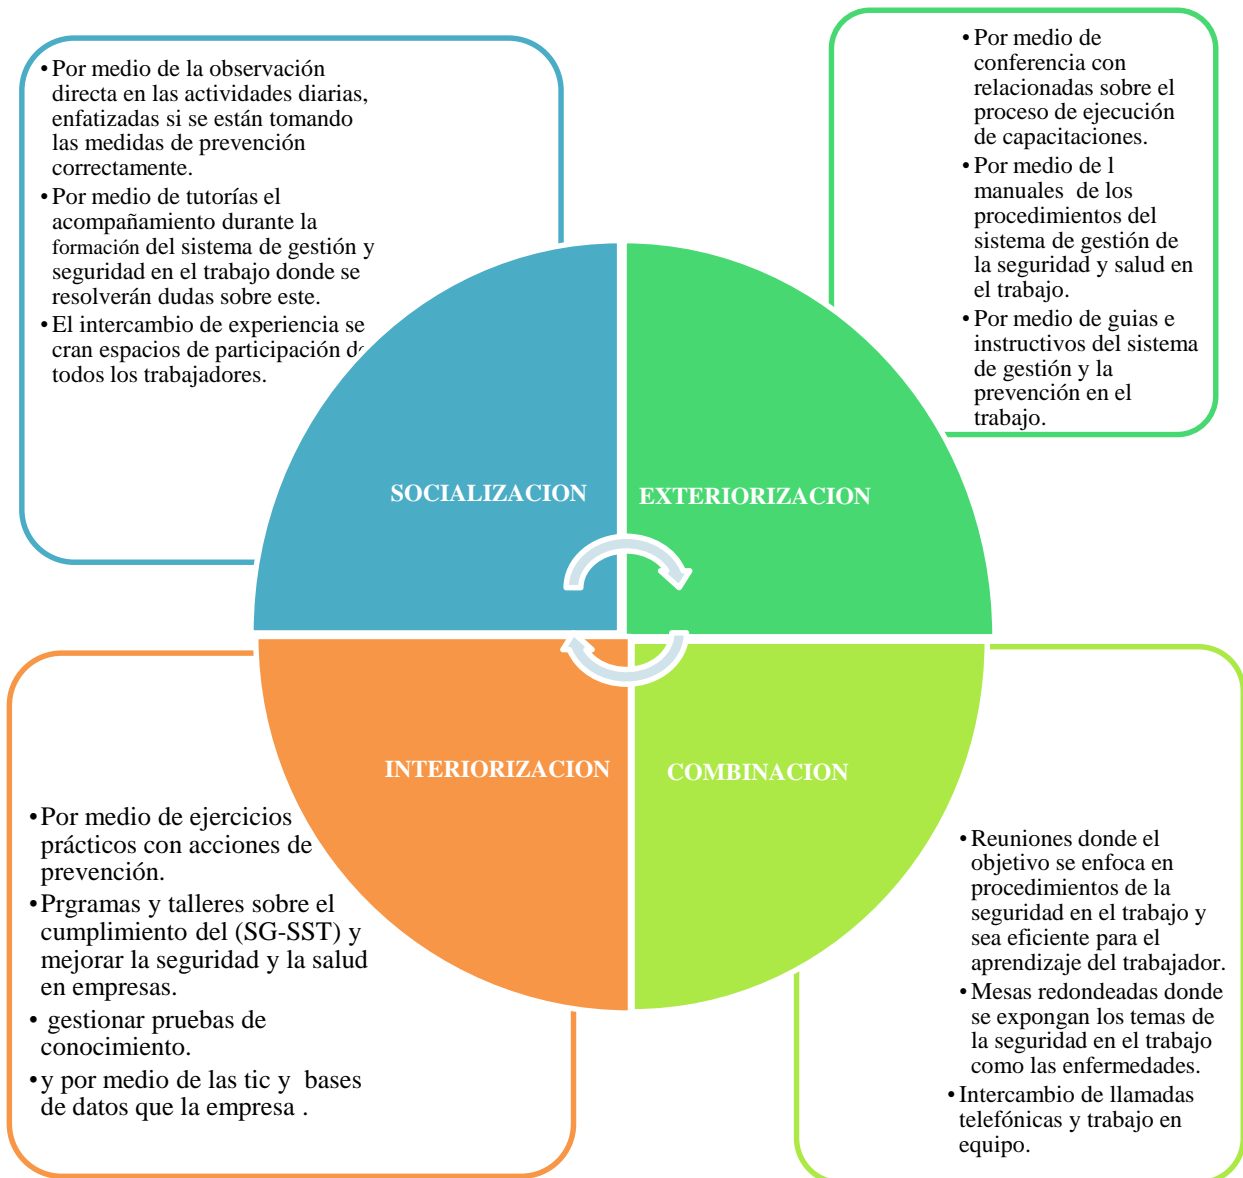 • Por medio de la observación
directa en las actividades diarias,
enfatizadas si se están tomando
las medidas de prevención
correctamente.
• Por medio de tutorías el
acompañamiento durante la
formación del sistema de gestión y
seguridad en el trabajo donde se
resolverán dudas sobre este.
• El intercambio de experiencia se
cran espacios de participación de
todos los trabajadores.
• Por medio de
conferencia con
relacionadas sobre el
proceso de ejecución
de capacitaciones.
• Por medio de l
manuales de los
procedimientos del
sistema de gestión de
la seguridad y salud en
el trabajo.
• Por medio de guias e
instructivos del sistema
de gestión y la
prevención en el
trabajo.
SOCIALIZACION
EXTERIORIZACION
INTERIORIZACION
COMBINACION
• Por medio de ejercicios
prácticos con acciones de
prevención.
• Prgramas y talleres sobre el
cumplimiento del (SG-SST) y
mejorar la seguridad y la salud
en empresas.
• gestionar pruebas de
conocimiento.
• y por medio de las tic y bases
de datos que la empresa .
• Reuniones donde el
objetivo se enfoca en
procedimientos de la
seguridad en el trabajo y
sea eficiente para el
aprendizaje del trabajador.
• Mesas redondeadas donde
se expongan los temas de
la seguridad en el trabajo
como las enfermedades.
• Intercambio de llamadas
telefónicas y trabajo en
equipo.